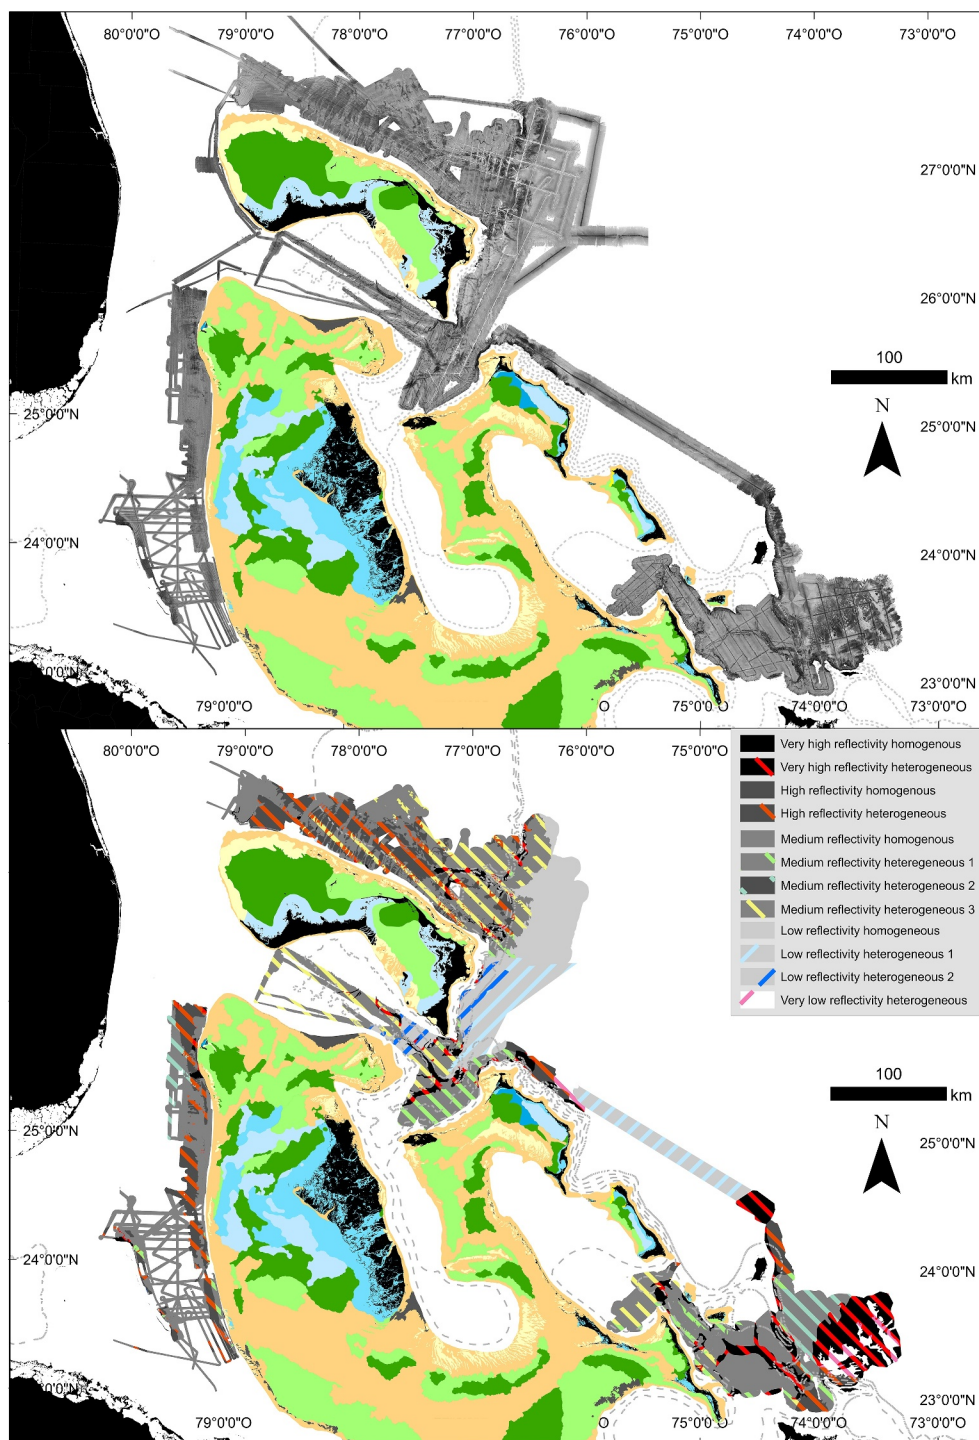 80°0'0"O 79°0'0"O 78°0'0"O 77°0'0"O 76°0'0"O 75°0'0"O 74°0'0"O 73°0'0"O
27°0'0"N
26°0'0"N
100
km
N
25°0'0"N 25°0'0"N
24°0'0"N 24°0'0"N
0'0"N 23°0'0"N
79°0'0"O O 75°0'0"O 74°0'0"O 73°0'0"O
80°0'0"O 79°0'0"O 78°0'0"O 77°0'0"O 76°0'0"O 75°0'0"
Very high reflectivity homogenous
Very high reflectivity heterogeneous
High reflectivity homogenous
High reflectivity heterogeneous
Medium reflectivity homogenous
Medium reflectivity heteregeneous 1
Medium reflectivity heterogeneous 2
Medium reflectivity heterogeneous 3
Low reflectivity homogenous
Low reflectivity heterogeneous 1
Low reflectivity heterogeneous 2
Very low reflectivity heterogeneous
100
km
N
25°0'0"N 25°0'0"N
24°0'0"N 24°0'0"N
0'0"N 23°0'0"N
79°0'0"O O 75°0'0"O 74°0'0"O 73°0'0"O